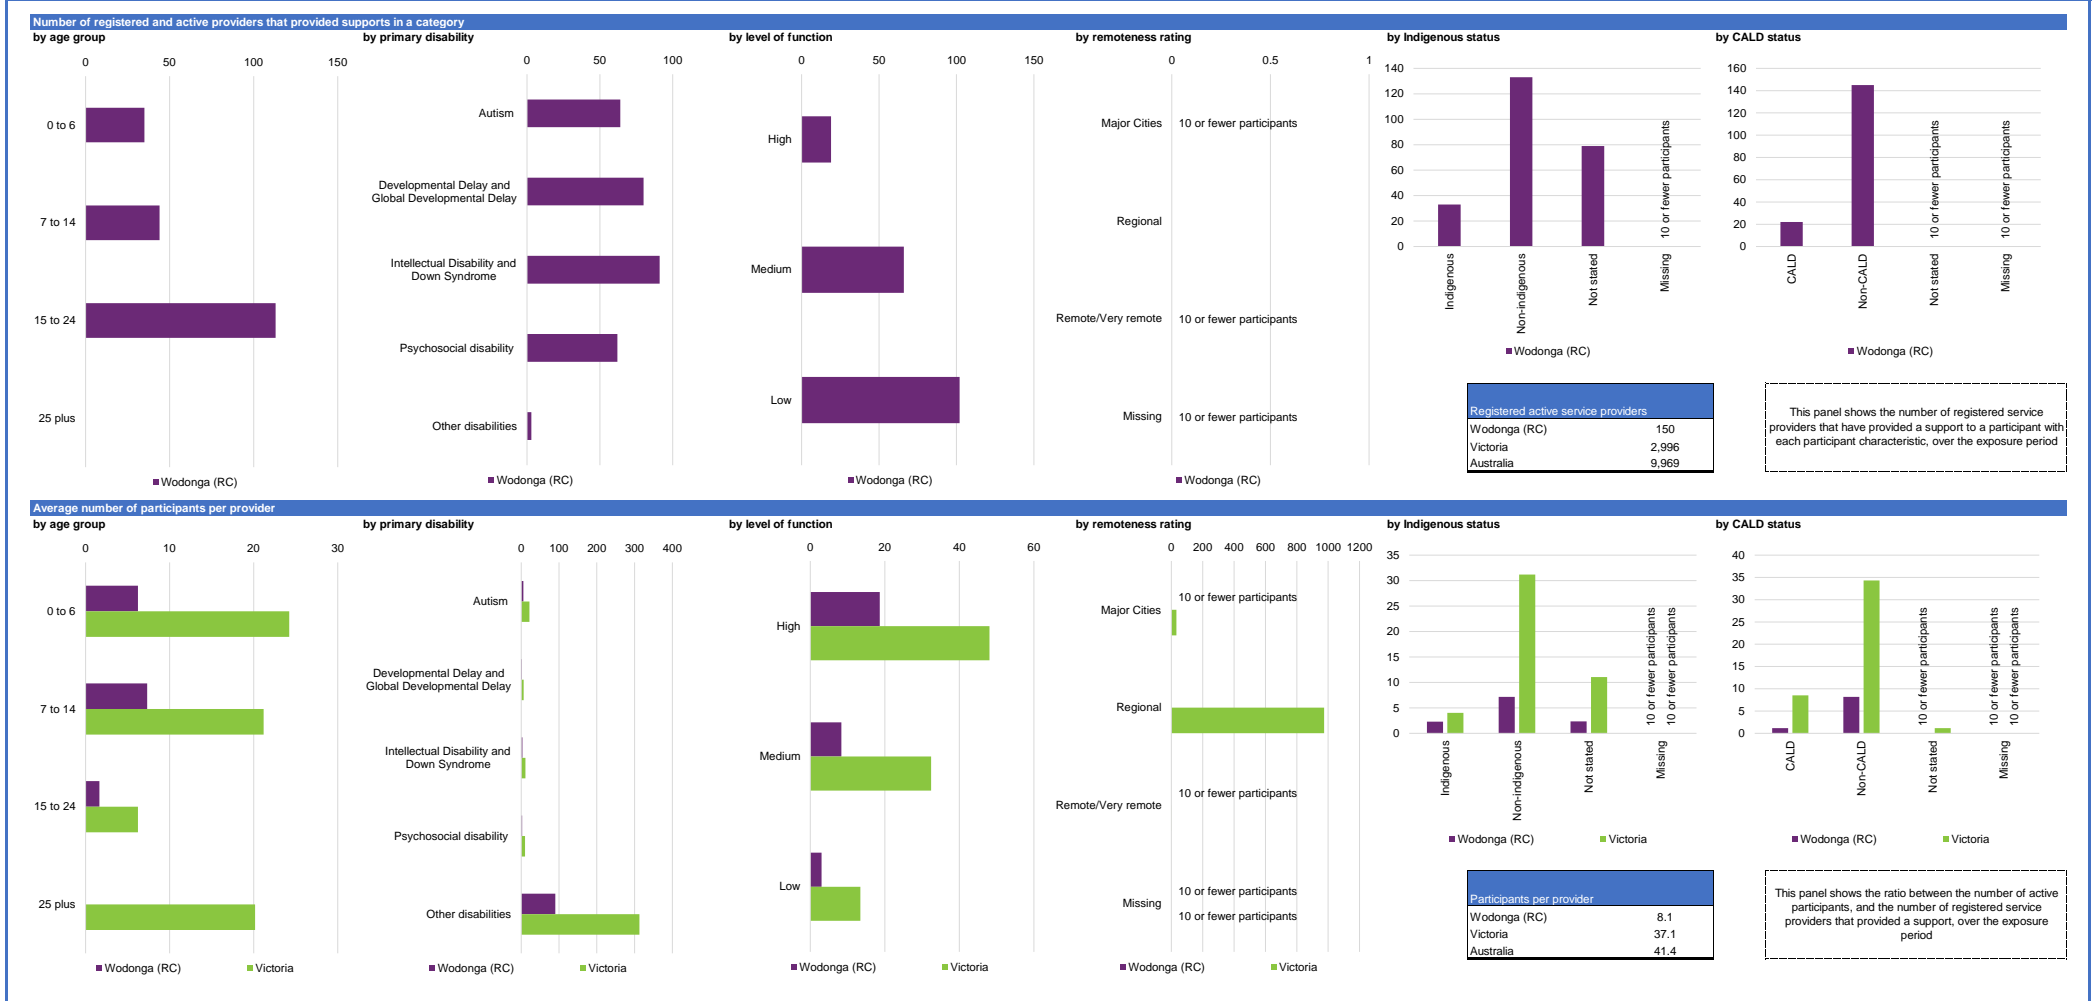 Number of registered and active providers that provided supports in a category
by age group
0 50 100 150
0 to 6
7 to 14
15 to 24
25 plus
Wodonga (RC)
by primary disability
0 50 100
Autism
Developmental Delay and
Global Developmental Delay
Intellectual Disability and
Down Syndrome
Psychosocial disability
Other disabilities
Wodonga (RC)
by level of function
0 50 100 150
High
Medium
Low
Wodonga (RC)
by remoteness rating
0 0.5 1
Major Cities 10 or fewer participants
Regional
Remote/Very remote 10 or fewer participants
Missing 10 or fewer participants
Wodonga (RC)
by Indigenous status
140
120
100
80
60
40
20
0
10 or fewer participants
Indigenous
Non-indigenous
Not stated
Missing
Wodonga (RC)
by CALD status
160
140
120
100
80
60
40
20
0
10 or fewer participants
10 or fewer participants
CALD
Non-CALD
Not stated
Missing
Wodonga (RC)
Registered active service providers
Wodonga (RC) 150
Victoria 2,996
Australia 9,969
This panel shows the number of registered service
providers that have provided a support to a participant with
each participant characteristic, over the exposure period
Average number of participants per provider
by age group
0 10 20 30
0 to 6
7 to 14
15 to 24
25 plus
Wodonga (RC) Victoria
by primary disability
0 100 200 300 400
Autism
Developmental Delay and
Global Developmental Delay
Intellectual Disability and
Down Syndrome
Psychosocial disability
Other disabilities
Wodonga (RC) Victoria
by level of function
0 20 40 60
High
Medium
Low
Wodonga (RC) Victoria
by remoteness rating
0 200 400 600 800 1000 1200
10 or fewer participants
Major Cities
Regional
10 or fewer participants
Remote/Very remote
10 or fewer participants
Missing
10 or fewer participants
Wodonga (RC) Victoria
by Indigenous status
35
30
25
20
15
10
5
0
10 or fewer participants
10 or fewer participants
Indigenous
Non-indigenous
Not stated
Missing
Wodonga (RC) Victoria
by CALD status
40
35
30
25
20
15
10
5
0
10 or fewer participants
10 or fewer participants
10 or fewer participants
CALD
Non-CALD
Not stated
Missing
Wodonga (RC) Victoria
Participants per provider
Wodonga (RC) 8.1
Victoria 37.1
Australia 41.4
This panel shows the ratio between the number of active
participants, and the number of registered service
providers that provided a support, over the exposure
period